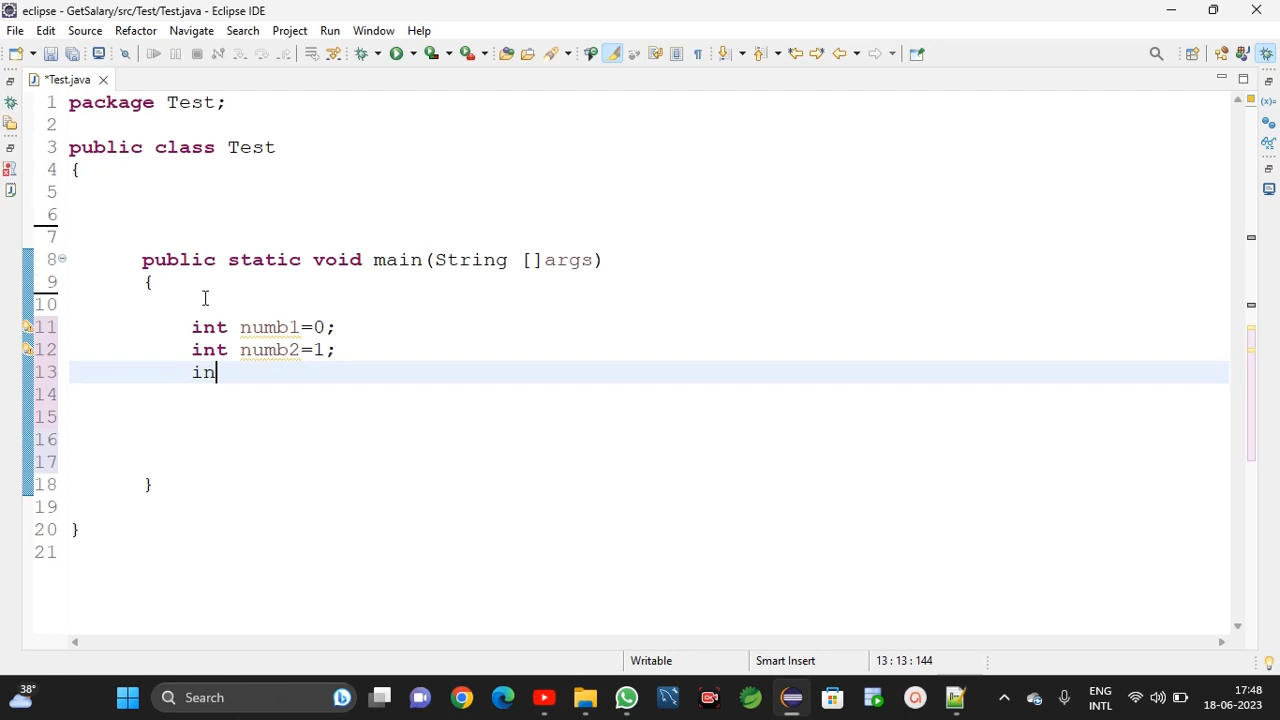 eclipse - GetSalary/src/Test/Test.java - Eclipse IDE
File Edit Source Refactor Navigate Search Project Run Window Help
*Test.java
1 package Test;
2
3 public class Test
4 {
5
6
7
8 public static void main(String []args)
9 {
10
11 int numb1=0;
12 int numb2=1;
13 in
14
15
16
17
18 }
19
20 }
21
Writable Smart Insert 13 : 13 : 144
38° Search ENG INTL 17:48 18-06-2023